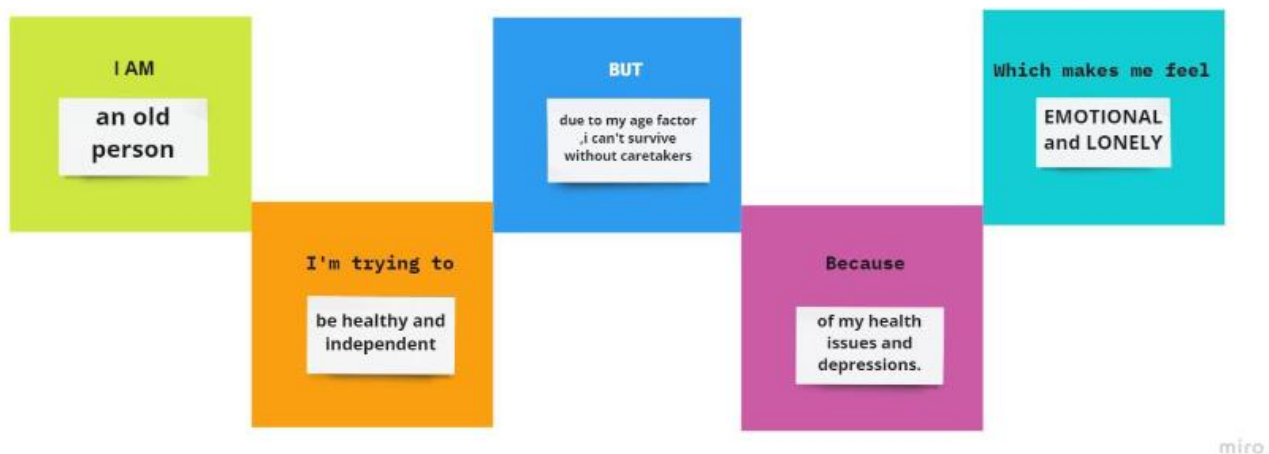 I AM
an old
person
I'm trying to
be healthy and
independent
BUT
due to my age factor
,i can't survive
without caretakers
Because
of my health
issues and
depressions.
Which makes me feel
EMOTIONAL
and LONELY
miro